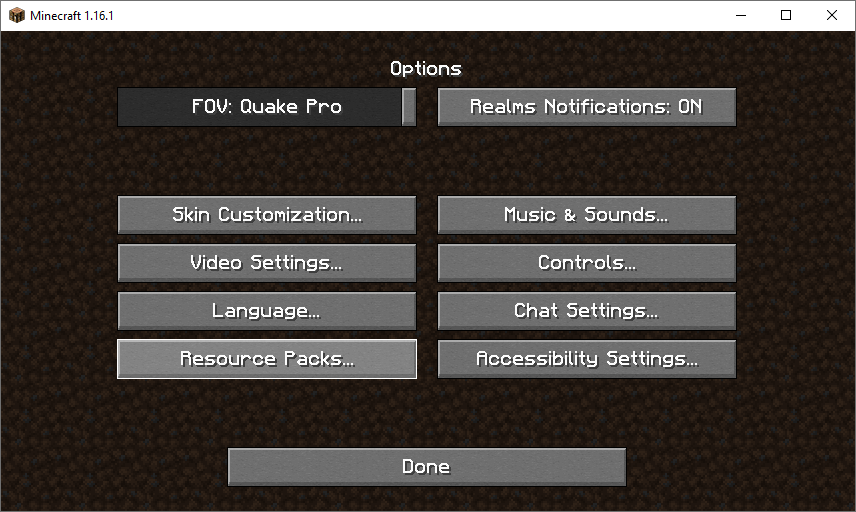 Minecraft 1.16.1
Options
FOV: Quake Pro
Realms Notifications: ON
Skin Customization...
Music & Sounds...
Video Settings...
Controls...
Language...
Chat Settings...
Resource Packs...
Accessibility Settings...
Done